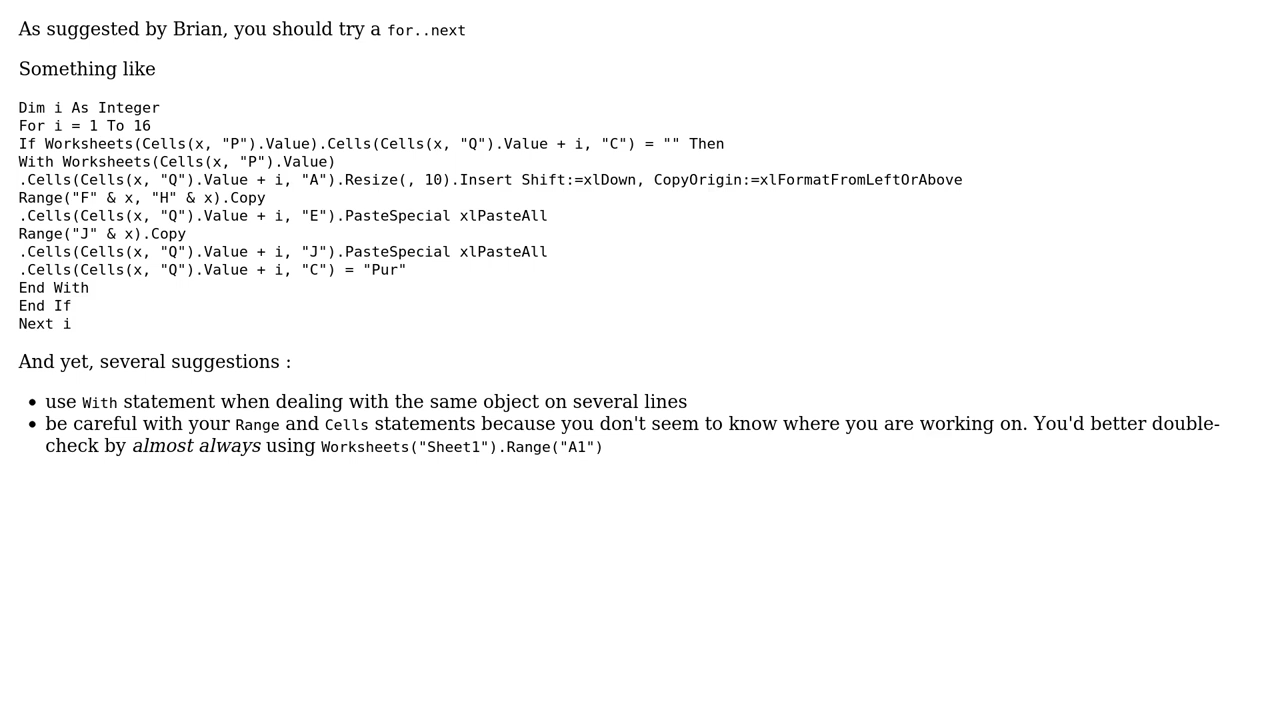 As suggested by Brian, you should try a for..next
Something like
Dim i As Integer
For i = 1 To 16
If Worksheets(Cells(x, "P").Value).Cells(Cells(x, "Q").Value + i, "C") = "" Then
With Worksheets(Cells(x, "P").Value)
.Cells(Cells(x, "Q").Value + i, "A").Resize(, 10).Insert Shift:=xlDown, CopyOrigin:=xlFormatFromLeftOrAbove
Range("F" & x, "H" & x).Copy
.Cells(Cells(x, "Q").Value + i, "E").PasteSpecial xlPasteAll
Range("J" & x).Copy
.Cells(Cells(x, "Q").Value + i, "J").PasteSpecial xlPasteAll
.Cells(Cells(x, "Q").Value + i, "C") = "Pur"
End With
End If
Next i
And yet, several suggestions :
• use With statement when dealing with the same object on several lines
• be careful with your Range and Cells statements because you don't seem to know where you are working on. You'd better double-
check by almost always using Worksheets("Sheet1").Range("A1")